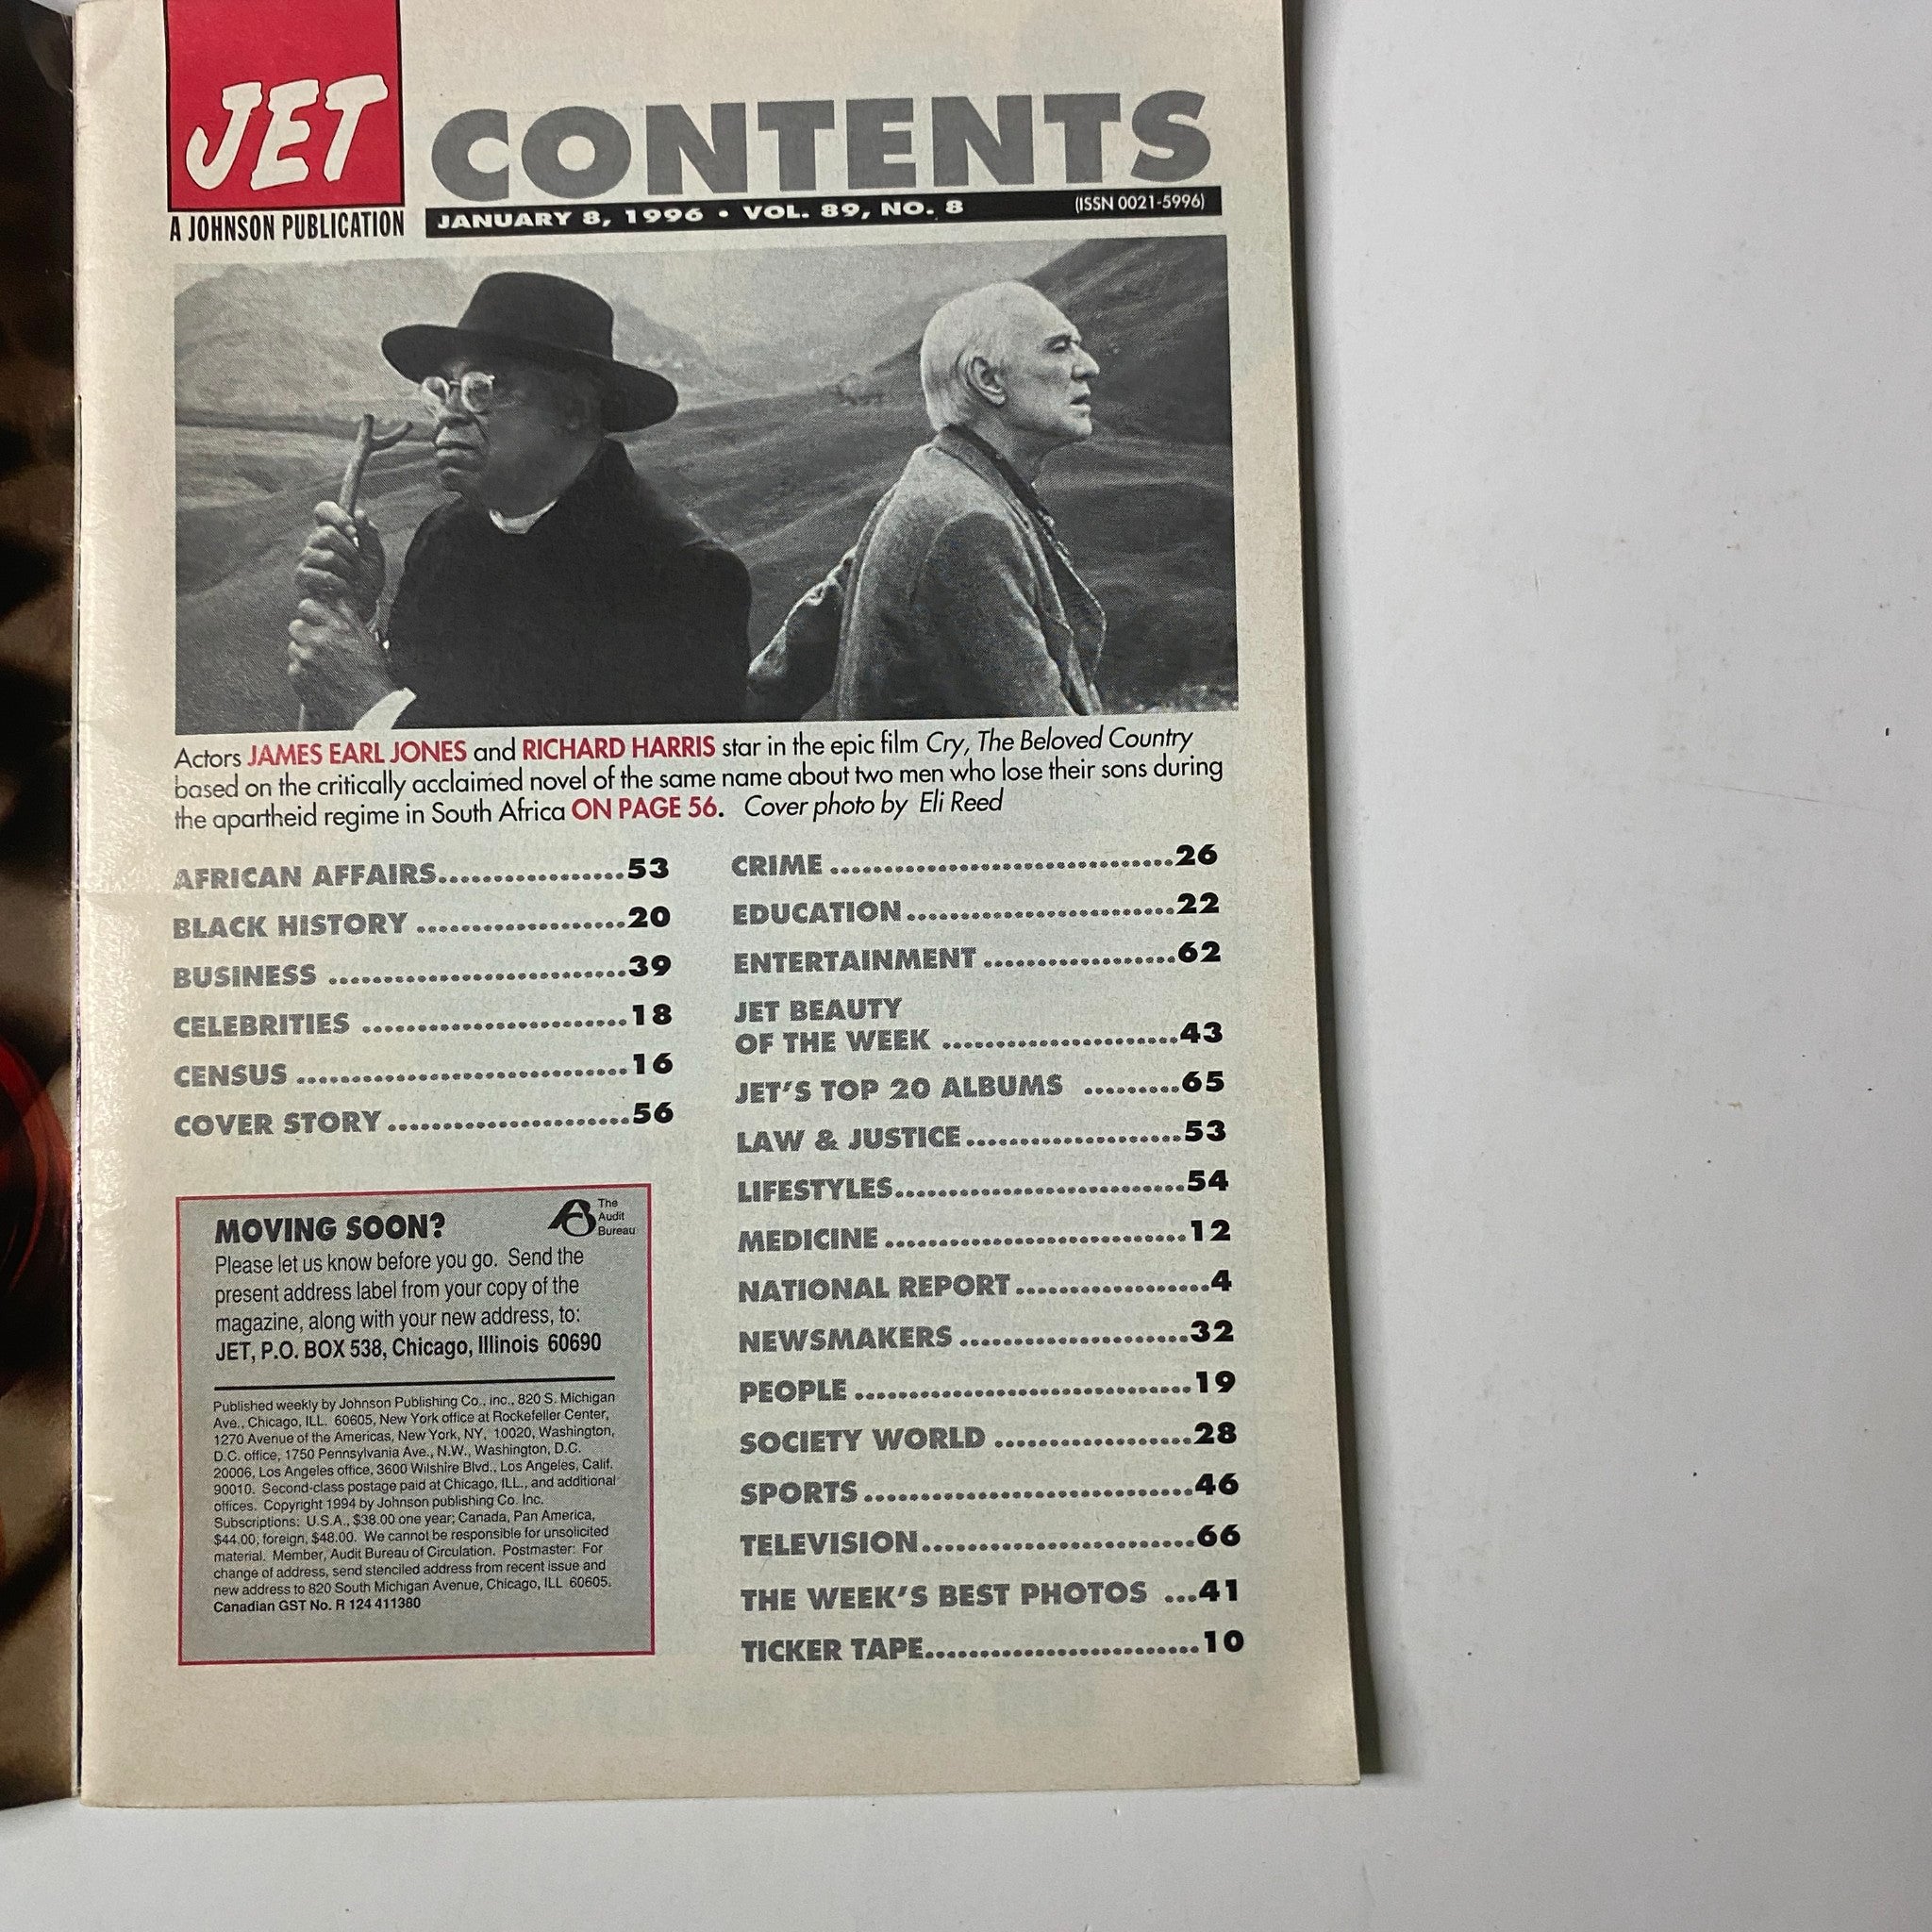 JET
A JOHNSON PUBLICATION
CONTENTS
JANUARY 8, 1996 • VOL. 89, NO. 8 (ISSN 0021-5996)
Actors JAMES EARL JONES and RICHARD HARRIS star in the epic film Cry, The Beloved Country
based on the critically acclaimed novel of the same name about two men who lose their sons during
the apartheid regime in South Africa ON PAGE 56. Cover photo by Eli Reed
AFRICAN AFFAIRS..................53
BLACK HISTORY ....................20
BUSINESS ............................39
CELEBRITIES .........................18
CENSUS ...............................16
COVER STORY.......................56
MOVING SOON?
The
Audit
Bureau
Please let us know before you go. Send the
present address label from your copy of the
magazine, along with your new address, to:
JET, P.O. BOX 538, Chicago, Illinois 60690
Published weekly by Johnson Publishing Co., inc., 820 S. Michigan
Ave., Chicago, ILL. 60605, New York office at Rockefeller Center,
1270 Avenue of the Americas, New York, NY, 10020, Washington,
D.C. office, 1750 Pennsylvania Ave., N.W., Washington, D.C.
20006, Los Angeles office, 3600 Wilshire Blvd., Los Angeles, Calif.
90010. Second-class postage paid at Chicago, ILL., and additional
offices. Copyright 1994 by Johnson publishing Co. Inc.
Subscriptions: U.S.A., $38.00 one year; Canada, Pan America,
$44.00, foreign, $48.00. We cannot be responsible for unsolicited
material. Member, Audit Bureau of Circulation. Postmaster: For
change of address, send stenciled address from recent issue and
new address to 820 South Michigan Avenue, Chicago, ILL 60605.
Canadian GST No. R 124 411380
CRIME ................................26
EDUCATION.........................22
ENTERTAINMENT ..................62
JET BEAUTY
OF THE WEEK ......................43
JET'S TOP 20 ALBUMS .........65
LAW & JUSTICE....................53
LIFESTYLES...........................54
MEDICINE ............................12
NATIONAL REPORT..................4
NEWSMAKERS ......................32
PEOPLE ................................19
SOCIETY WORLD ..................28
SPORTS ...............................46
TELEVISION.........................66
THE WEEK'S BEST PHOTOS ...41
TICKER TAPE.........................10